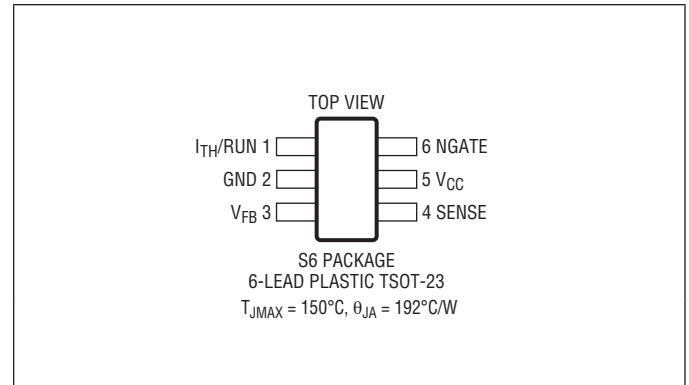 TOP VIEW
I_TH/RUN 1
6 NGATE
GND 2
5 V_CC
V_FB 3
4 SENSE
S6 PACKAGE
6-LEAD PLASTIC TSOT-23
T_JMAX = 150°C, θ_JA = 192°C/W